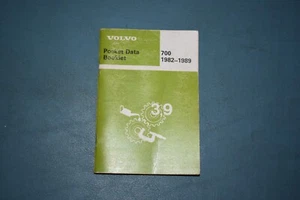 VOLVO
Pocket Data
Booklet
700
1982–1989
39